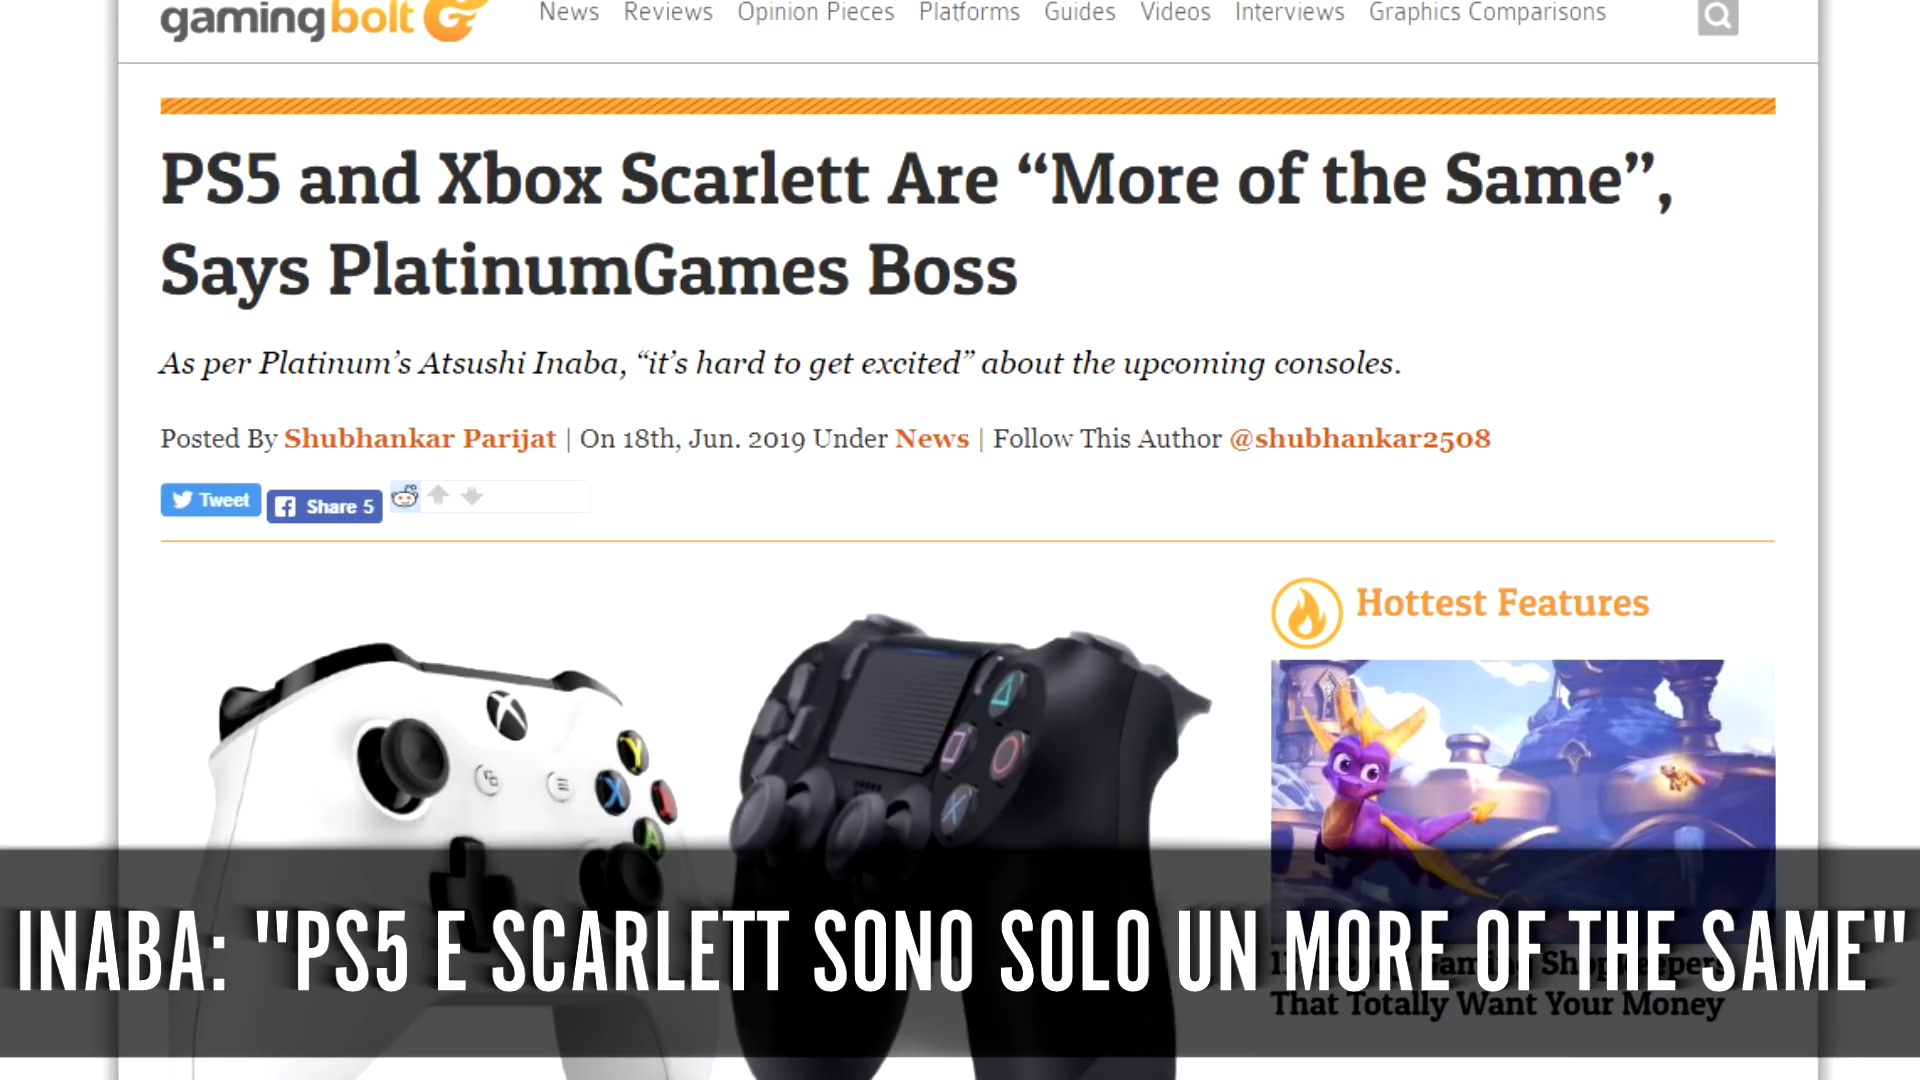 gamingbolt
News Reviews Opinion Pieces Platforms Guides Videos Interviews Graphics Comparisons
PS5 and Xbox Scarlett Are “More of the Same”,
Says PlatinumGames Boss
As per Platinum’s Atsushi Inaba, “it’s hard to get excited” about the upcoming consoles.
Posted By Shubhankar Parijat | On 18th, Jun. 2019 Under News | Follow This Author @shubhankar2508
Tweet Share 5
Hottest Features
Y
X
A
INABA: "PS5 E SCARLETT SONO SOLO UN MORE OF THE SAME"
Shopkeepers
That Totally Want Your Money